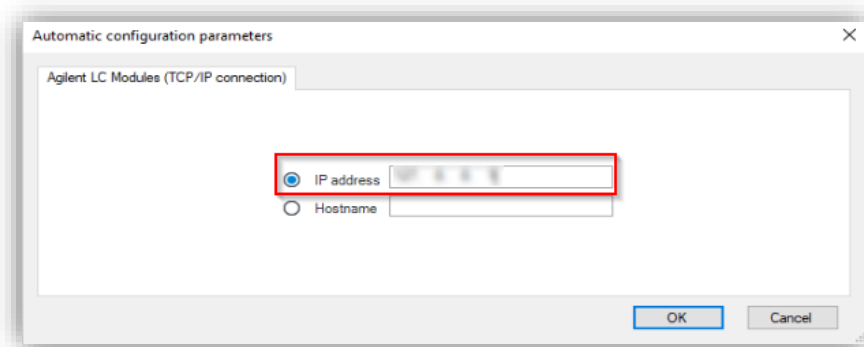 Automatic configuration parameters
Agilent LC Modules (TCP/IP connection)
IP address
Hostname
OK Cancel